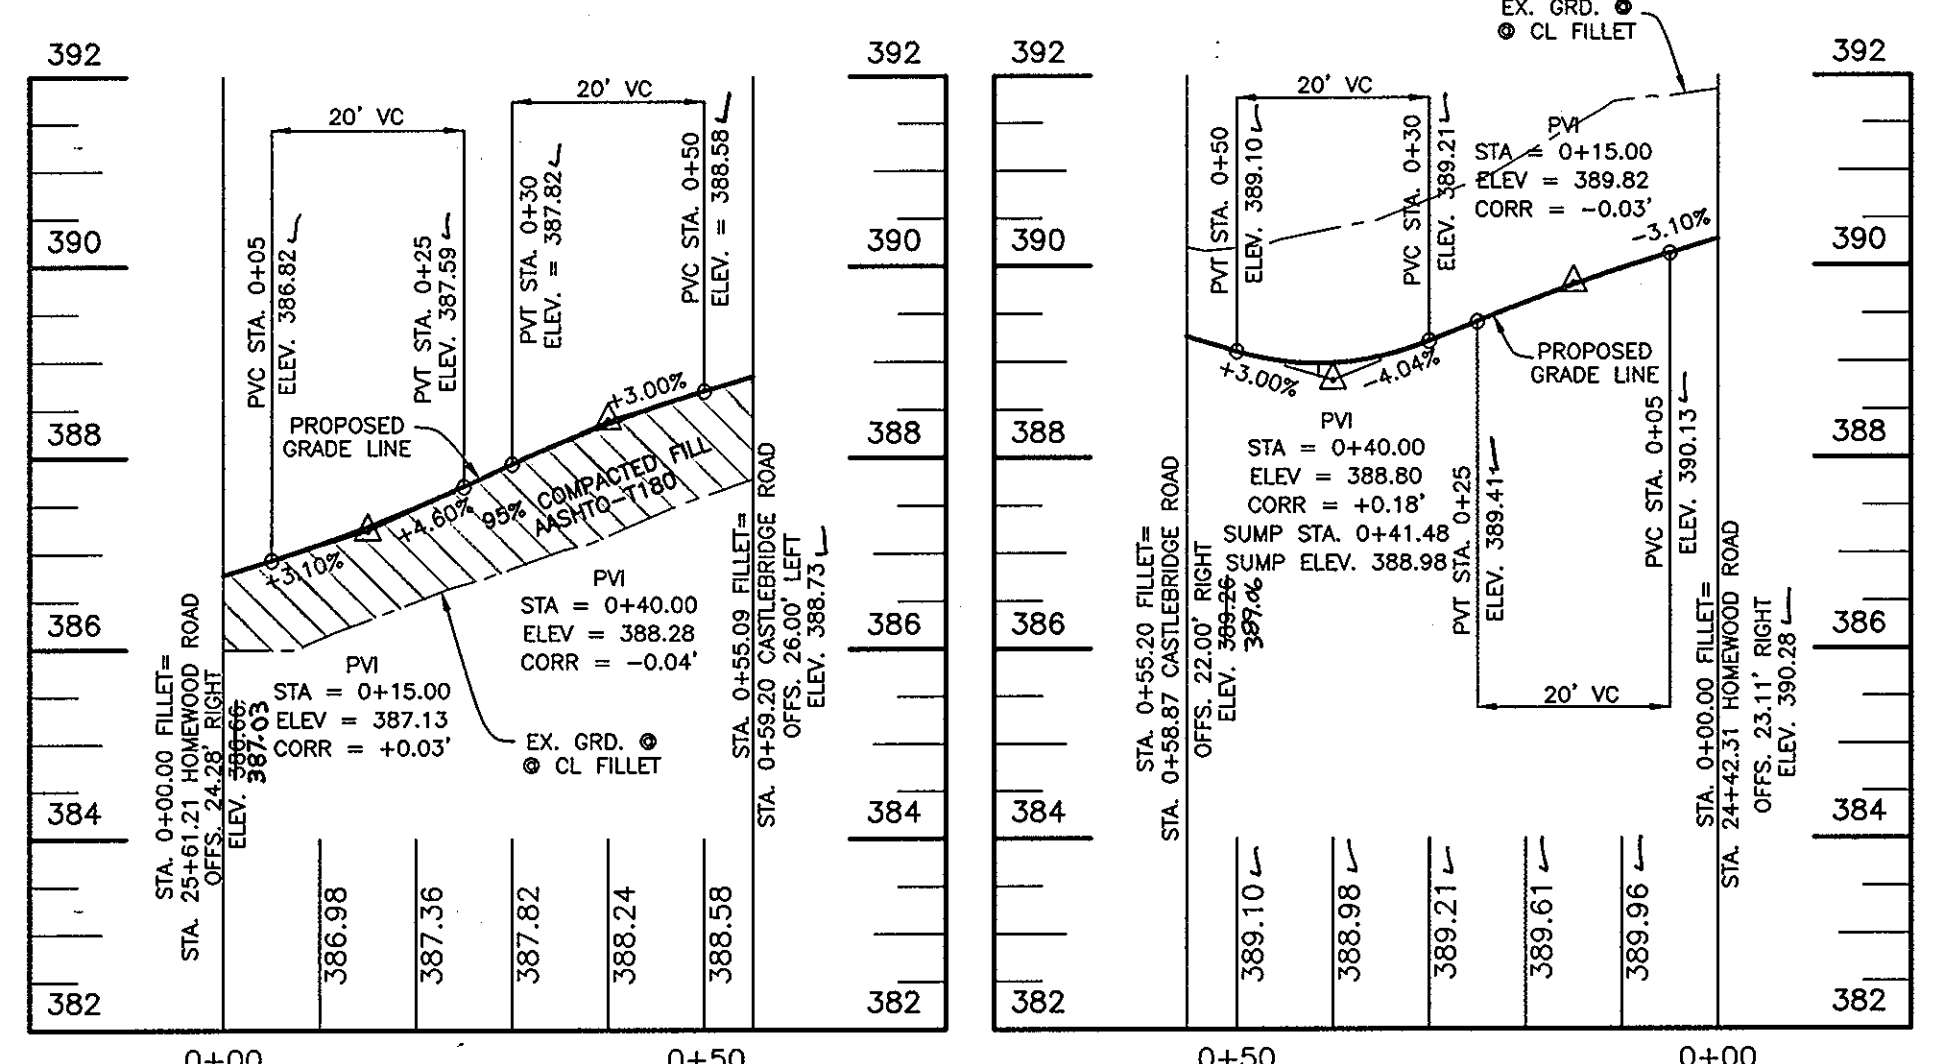 EX. GRD. @
@ CL FILLET
392
392
392
392
20' VC
20' VC
20' VC
PVC STA. 0+05
ELEV. 386.82
PVT STA. 0+25
ELEV. 387.59
PVT STA. 0+30
ELEV. = 387.82
PVC STA. 0+50
ELEV. = 388.58
PVT STA. 0+50
ELEV. 389.10
PVC STA. 0+30
ELEV. 389.21
PVI
STA = 0+15.00
ELEV = 389.82
CORR = -0.03'
390
390
390
390
-3.10%
PROPOSED
GRADE LINE
+3.00%
+4.60%
+3.10%
95% COMPACTED FILL
AASHTO-T180
388
388
388
388
+3.00%
-4.04%
PROPOSED
GRADE LINE
PVI
STA = 0+40.00
ELEV = 388.80
CORR = +0.18'
SUMP STA. 0+41.48
SUMP ELEV. 388.98
PVT STA. 0+25
ELEV. 389.41
PVC STA. 0+05
ELEV. 390.13
20' VC
386
386
386
386
PVI
STA = 0+40.00
ELEV = 388.28
CORR = -0.04'
PVI
STA = 0+15.00
ELEV = 387.13
CORR = +0.03'
EX. GRD. @
@ CL FILLET
STA. 0+00.00 FILLET=
STA. 25+61.21 HOMEWOOD ROAD
OFFS. 24.28' RIGHT
ELEV. 386.66
387.03
STA. 0+55.09 FILLET=
STA. 0+59.20 CASTLEBRIDGE ROAD
OFFS. 26.00' LEFT
ELEV. 388.73
STA. 0+55.20 FILLET=
STA. 0+58.87 CASTLEBRIDGE ROAD
OFFS. 22.00' RIGHT
ELEV. 389.26
389.06
STA. 0+00.00 FILLET=
STA. 24+42.31 HOMEWOOD ROAD
OFFS. 23.11' RIGHT
ELEV. 390.28
384
384
384
384
386.98
387.36
387.82
388.24
388.58
389.10
388.98
389.21
389.61
389.96
382
382
382
382
0+00
0+50
0+50
0+00